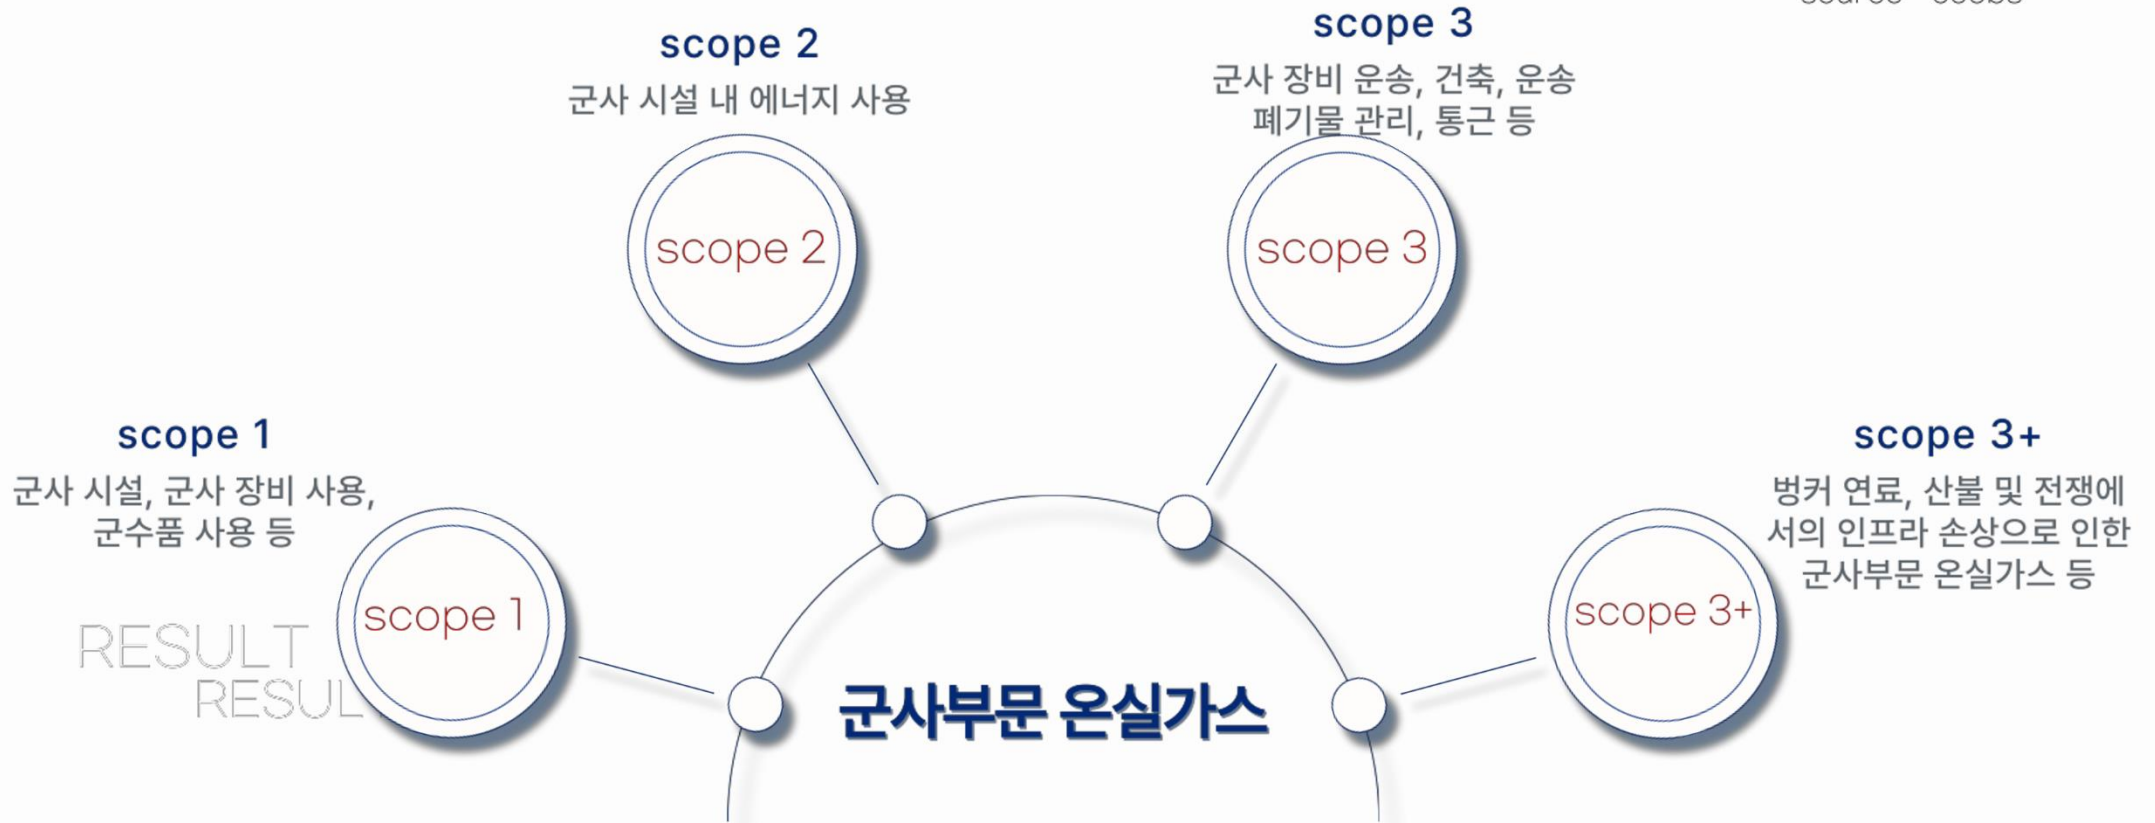 scope 2
군사 시설 내 에너지 사용
scope 2
scope 3
군사 장비 운송, 건축, 운송
폐기물 관리, 통근 등
scope 3
scope 1
군사 시설, 군사 장비 사용,
군수품 사용 등
scope 1
RESULT
RESUL
scope 3+
벙커 연료, 산불 및 전쟁에
서의 인프라 손상으로 인한
군사부문 온실가스 등
scope 3+
군사부문 온실가스